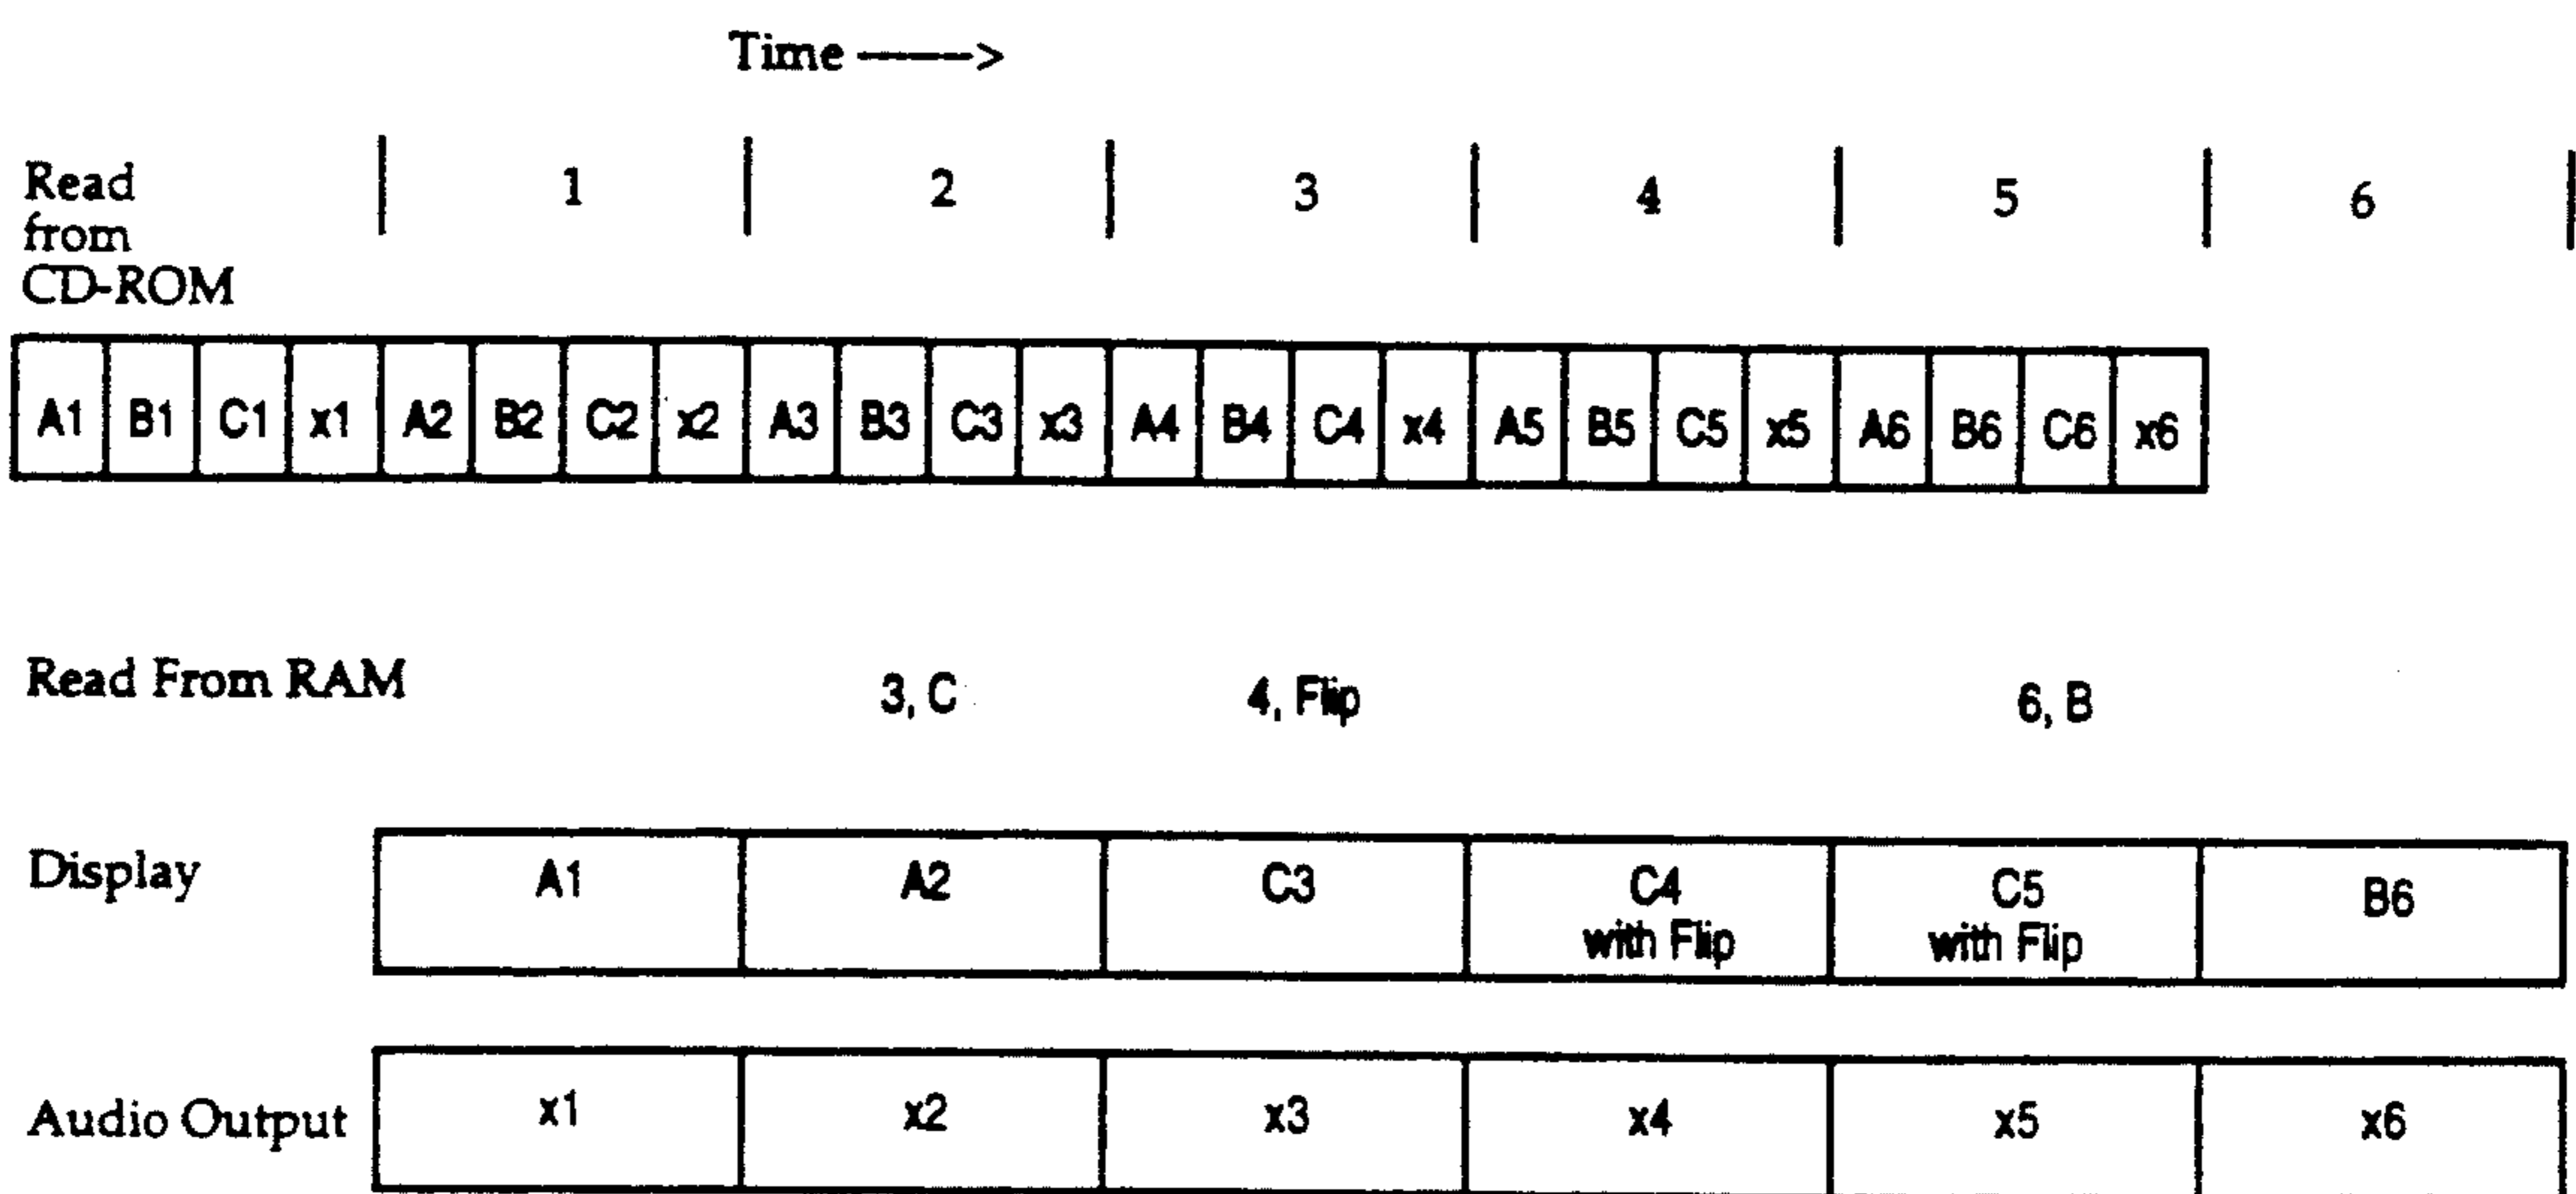 Time ——>
Read
from
CD-ROM
| 1 | 2 | 3 | 4 | 5 | 6 |
A1 B1 C1 x1 A2 B2 C2 x2 A3 B3 C3 x3 A4 B4 C4 x4 A5 B5 C5 x5 A6 B6 C6 x6
Read From RAM 3, C 4, Flip 6, B
Display A1 A2 C3 C4 C5 B6
with Flip with Flip
Audio Output x1 x2 x3 x4 x5 x6